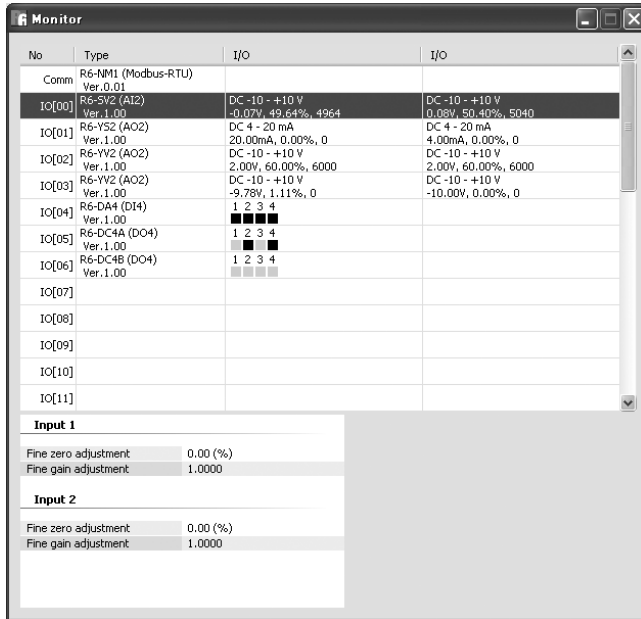 Monitor
No Type I/O I/O
Comm R6-NM1 (Modbus-RTU)
Ver.0.01
IO[00] R6-SV2 (AI2) DC -10 - +10 V DC -10 - +10 V
Ver.1.00 -0.07V, 49.64%, 4964 0.08V, 50.40%, 5040
IO[01] R6-YS2 (AO2) DC 4 - 20 mA DC 4 - 20 mA
Ver.1.00 20.00mA, 0.00%, 0 4.00mA, 0.00%, 0
IO[02] R6-YV2 (AO2) DC -10 - +10 V DC -10 - +10 V
Ver.1.00 2.00V, 60.00%, 6000 2.00V, 60.00%, 6000
IO[03] R6-YV2 (AO2) DC -10 - +10 V DC -10 - +10 V
Ver.1.00 -9.78V, 1.11%, 0 -10.00V, 0.00%, 0
IO[04] R6-DA4 (DI4) 1 2 3 4
Ver.1.00
IO[05] R6-DC4A (DO4) 1 2 3 4
Ver.1.00
IO[06] R6-DC4B (DO4) 1 2 3 4
Ver.1.00
IO[07]
IO[08]
IO[09]
IO[10]
IO[11]
Input 1
Fine zero adjustment 0.00 (%)
Fine gain adjustment 1.0000
Input 2
Fine zero adjustment 0.00 (%)
Fine gain adjustment 1.0000